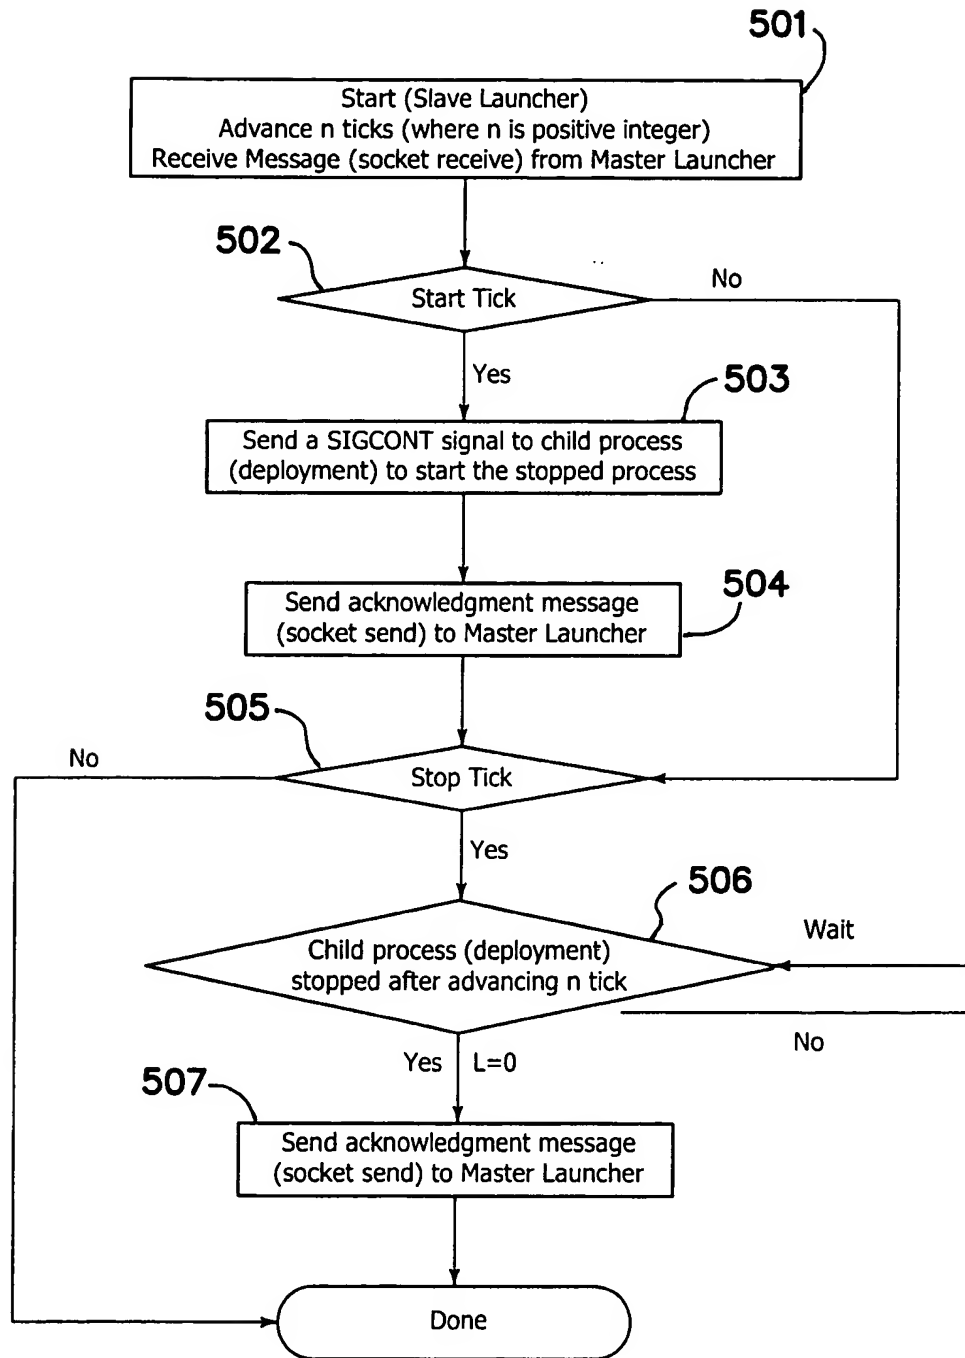 501
Start (Slave Launcher)
Advance n ticks (where n is positive integer)
Receive Message (socket receive) from Master Launcher
502
Start Tick
No
Yes
503
Send a SIGCONT signal to child process
(deployment) to start the stopped process
504
Send acknowledgment message
(socket send) to Master Launcher
505
No
Stop Tick
Yes
506
Wait
Child process (deployment)
stopped after advancing n tick
No
Yes L=0
507
Send acknowledgment message
(socket send) to Master Launcher
Done